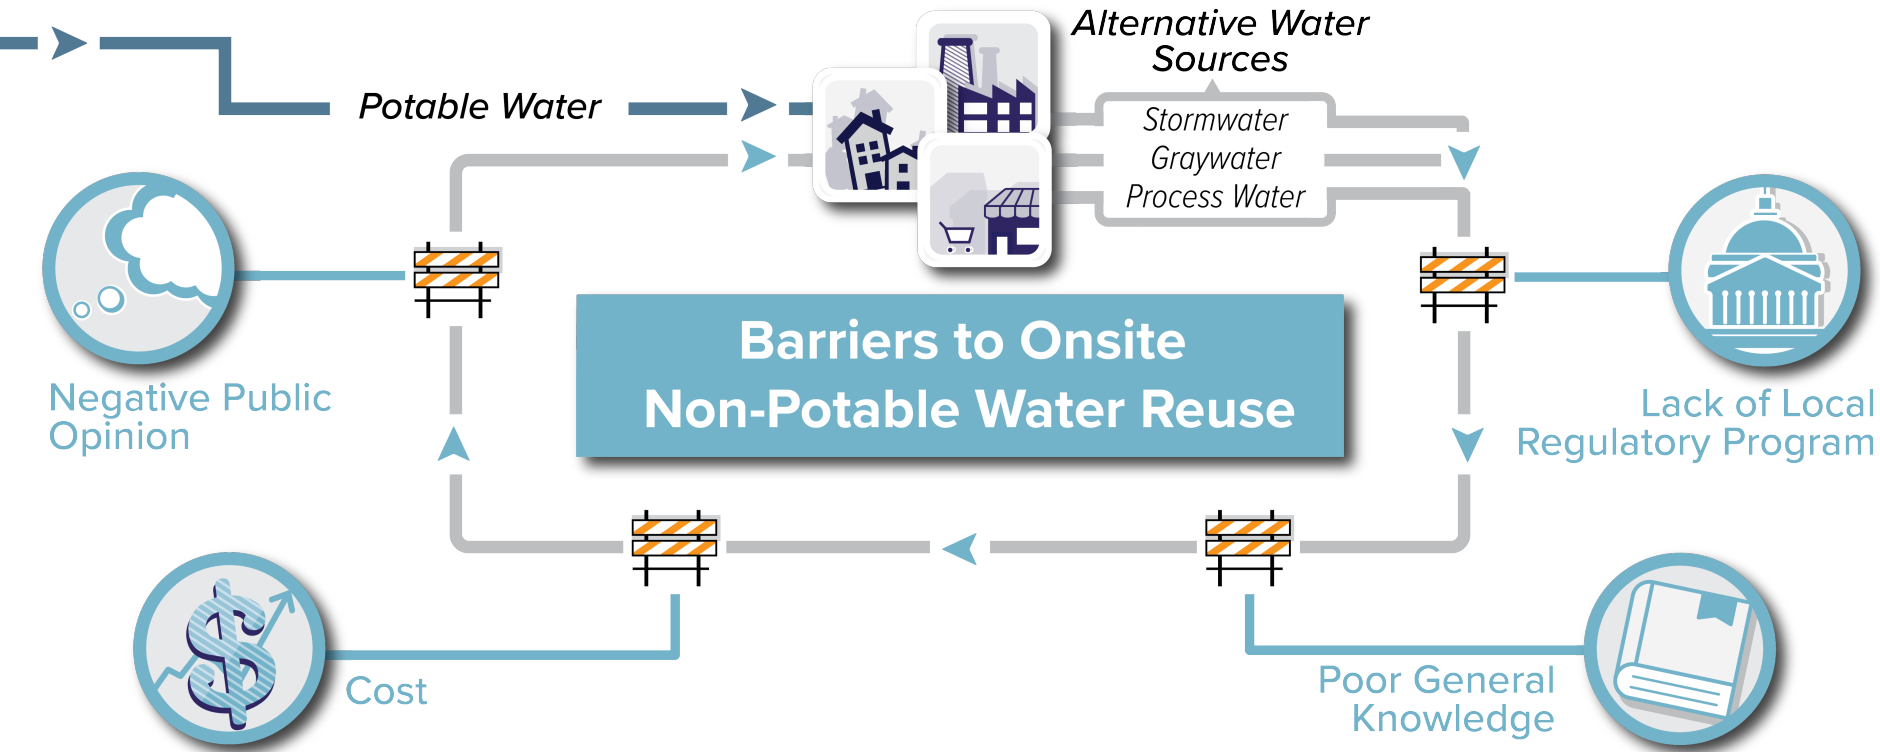 Alternative Water
Sources
Potable Water
Stormwater
Graywater
Process Water
Barriers to Onsite
Non-Potable Water Reuse
Negative Public
Opinion
Lack of Local
Regulatory Program
Cost
Poor General
Knowledge